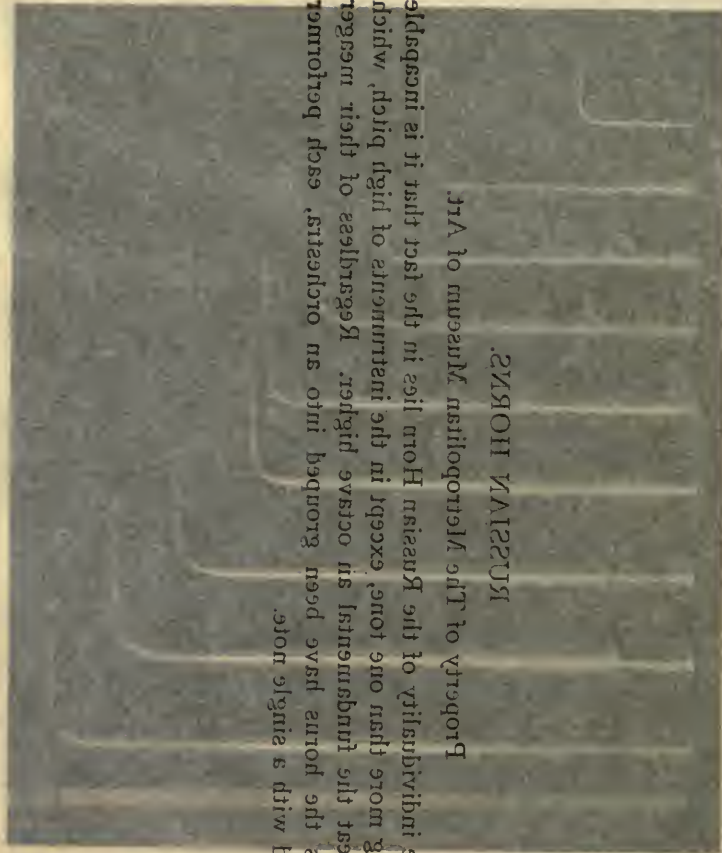 RUSSIAN HORNS.
Property of The Metropolitan Museum of Art.
individuality of the Russian Horn lies in the fact that it is incapable
g more than one tone, except in the instruments of high pitch, which
eat the fundamental an octave higher. Regardless of their meager
s the horns have been grouped into an orchestra, each performer
d with a single note.